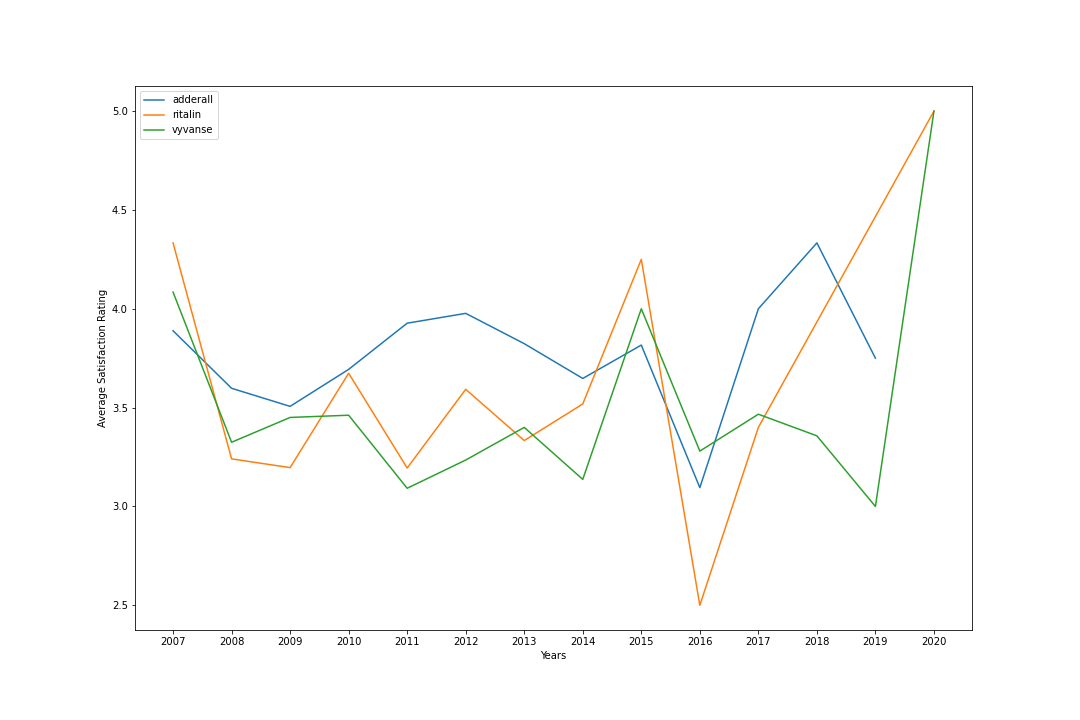 adderall
ritalin
vyvanse
5.0
4.5
4.0
3.5
3.0
2.5
Average Satisfaction Rating
2007 2008 2009 2010 2011 2012 2013 2014 2015 2016 2017 2018 2019 2020
Years